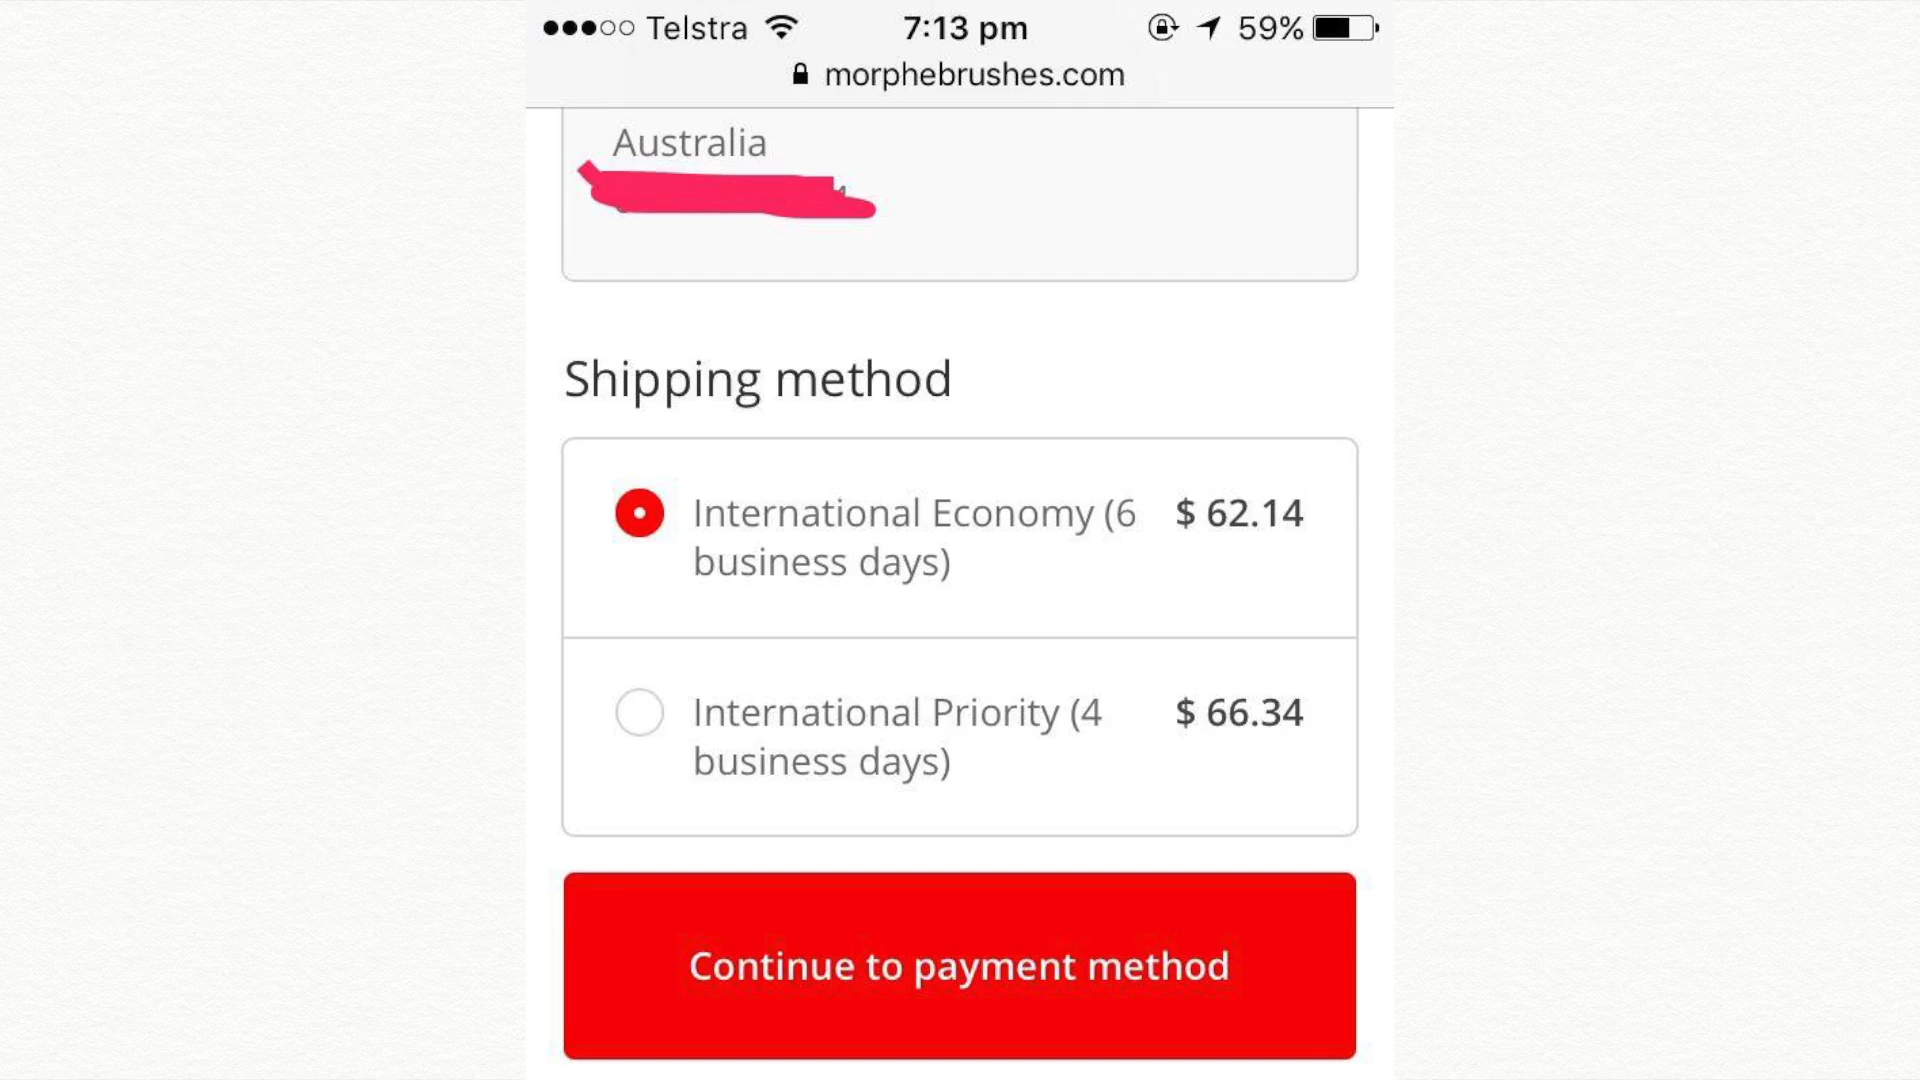 Telstra 7:13 pm 59%
morphebrushes.com
Australia
Shipping method
International Economy (6 $ 62.14
business days)
International Priority (4 $ 66.34
business days)
Continue to payment method